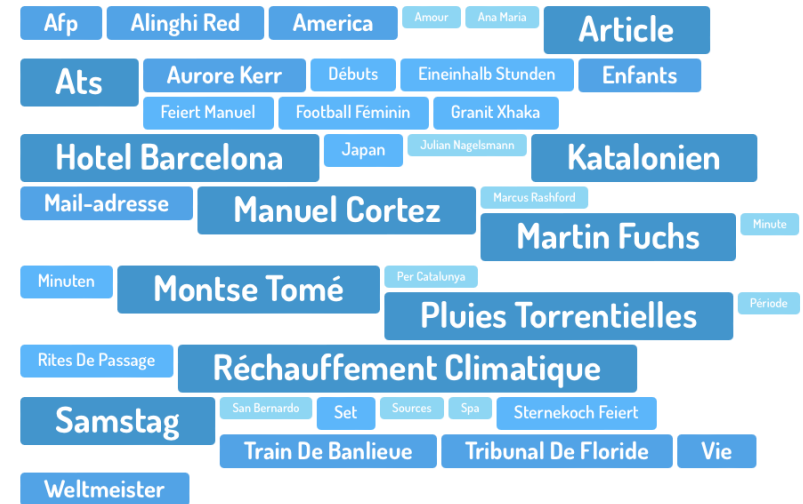 Afp Alinghi Red America Amour Ana Maria Article
Ats Aurore Kerr Débuts Eineinhalb Stunden Enfants
Feiert Manuel Football Féminin Granit Xhaka
Hotel Barcelona Japan Julian Nagelsmann Katalonien
Mail-adresse Manuel Cortez Marcus Rashford
Martin Fuchs Minute
Minuten Montse Tomé Per Catalunya
Pluies Torrentielles Période
Rites De Passage Réchauffement Climatique
Samstag San Bernardo Set Sources Spa Sternekoch Feiert
Train De Banlieue Tribunal De Floride Vie
Weltmeister